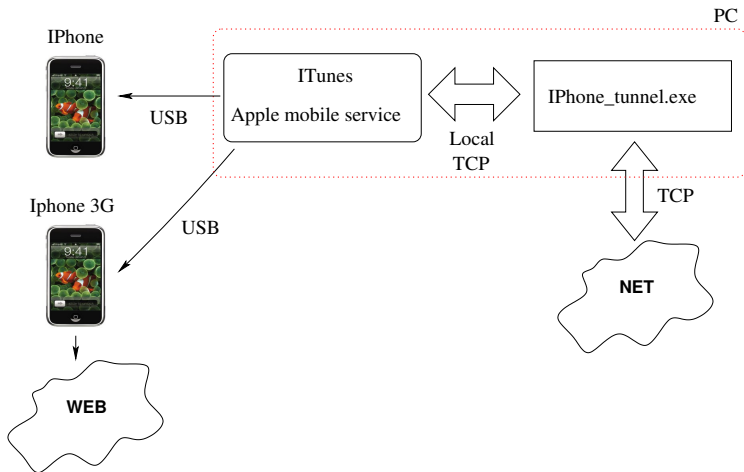 PC
IPhone
9:41
USB
ITunes
Apple mobile service
Local
TCP
IPhone_tunnel.exe
TCP
NET
Iphone 3G
9:41
USB
WEB